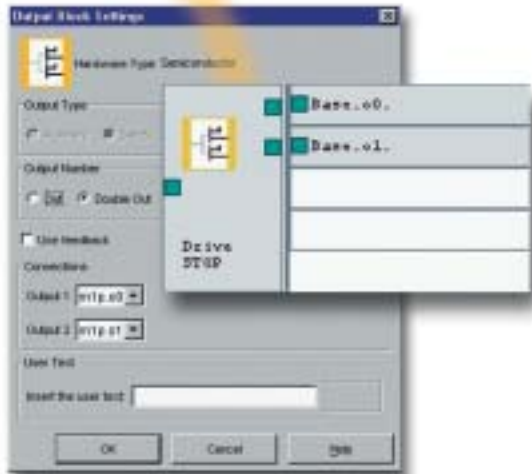 Output Block Settings
Hardware Type: Semiconductor
Output Type
Output Number
Double Out
Use feedback
Connections
Output 1
Output 2
User Text
Insert the user text
OK
Cancel
Help
Base.o0.
Base.o1.
Drive
STOP